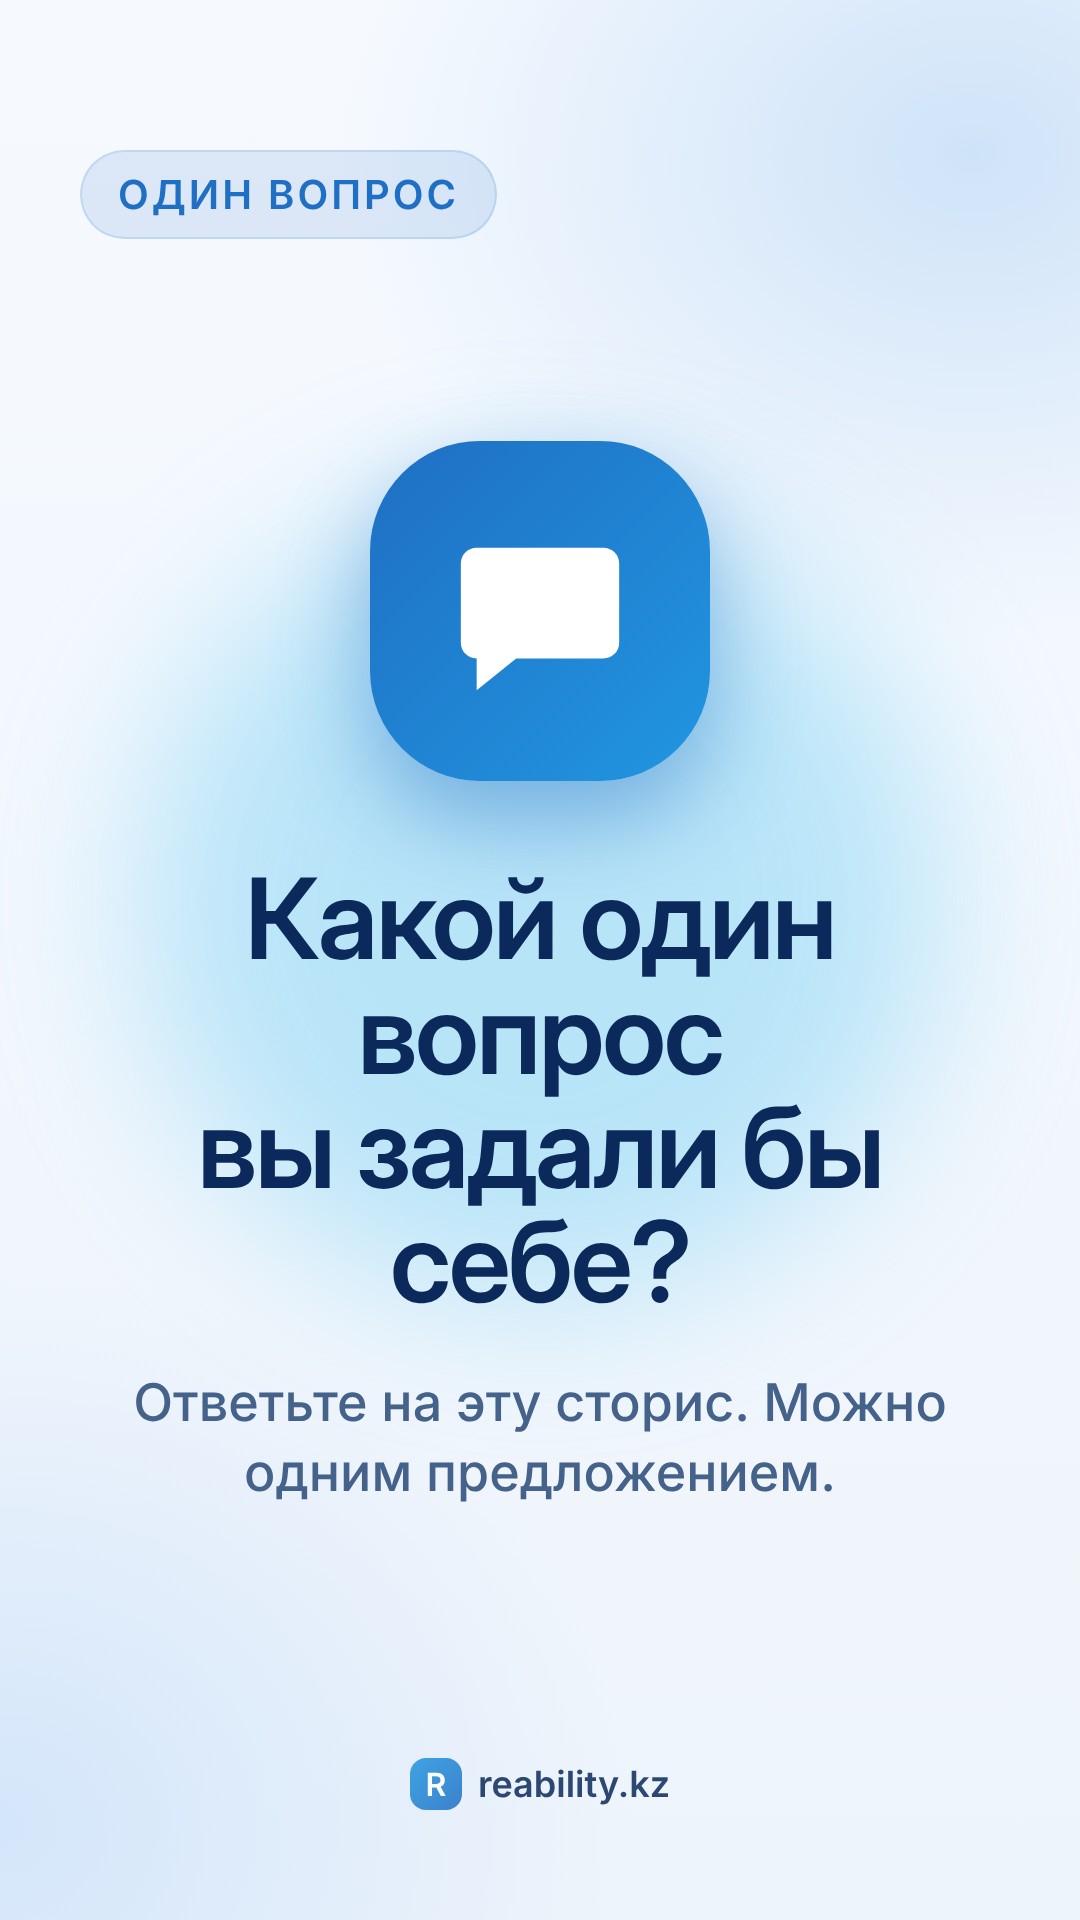 ОДИН ВОПРОС
Какой один
вопрос
вы задали бы
себе?
Ответьте на эту сторис. Можно
одним предложением.
R reability.kz